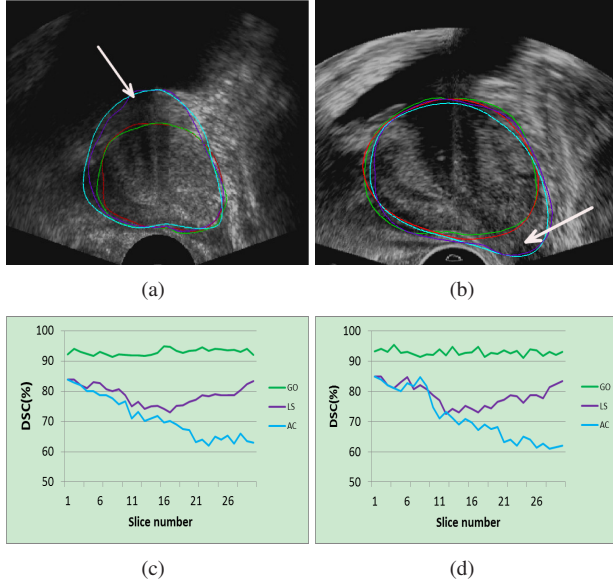 (a)
(b)
100
90
80
70
60
50
DSC(%)
1
6
11
16
21
26
Slice number
GO
LS
AC
(c)
100
90
80
70
60
50
DSC(%)
1
6
11
16
21
26
Slice number
GO
LS
AC
(d)